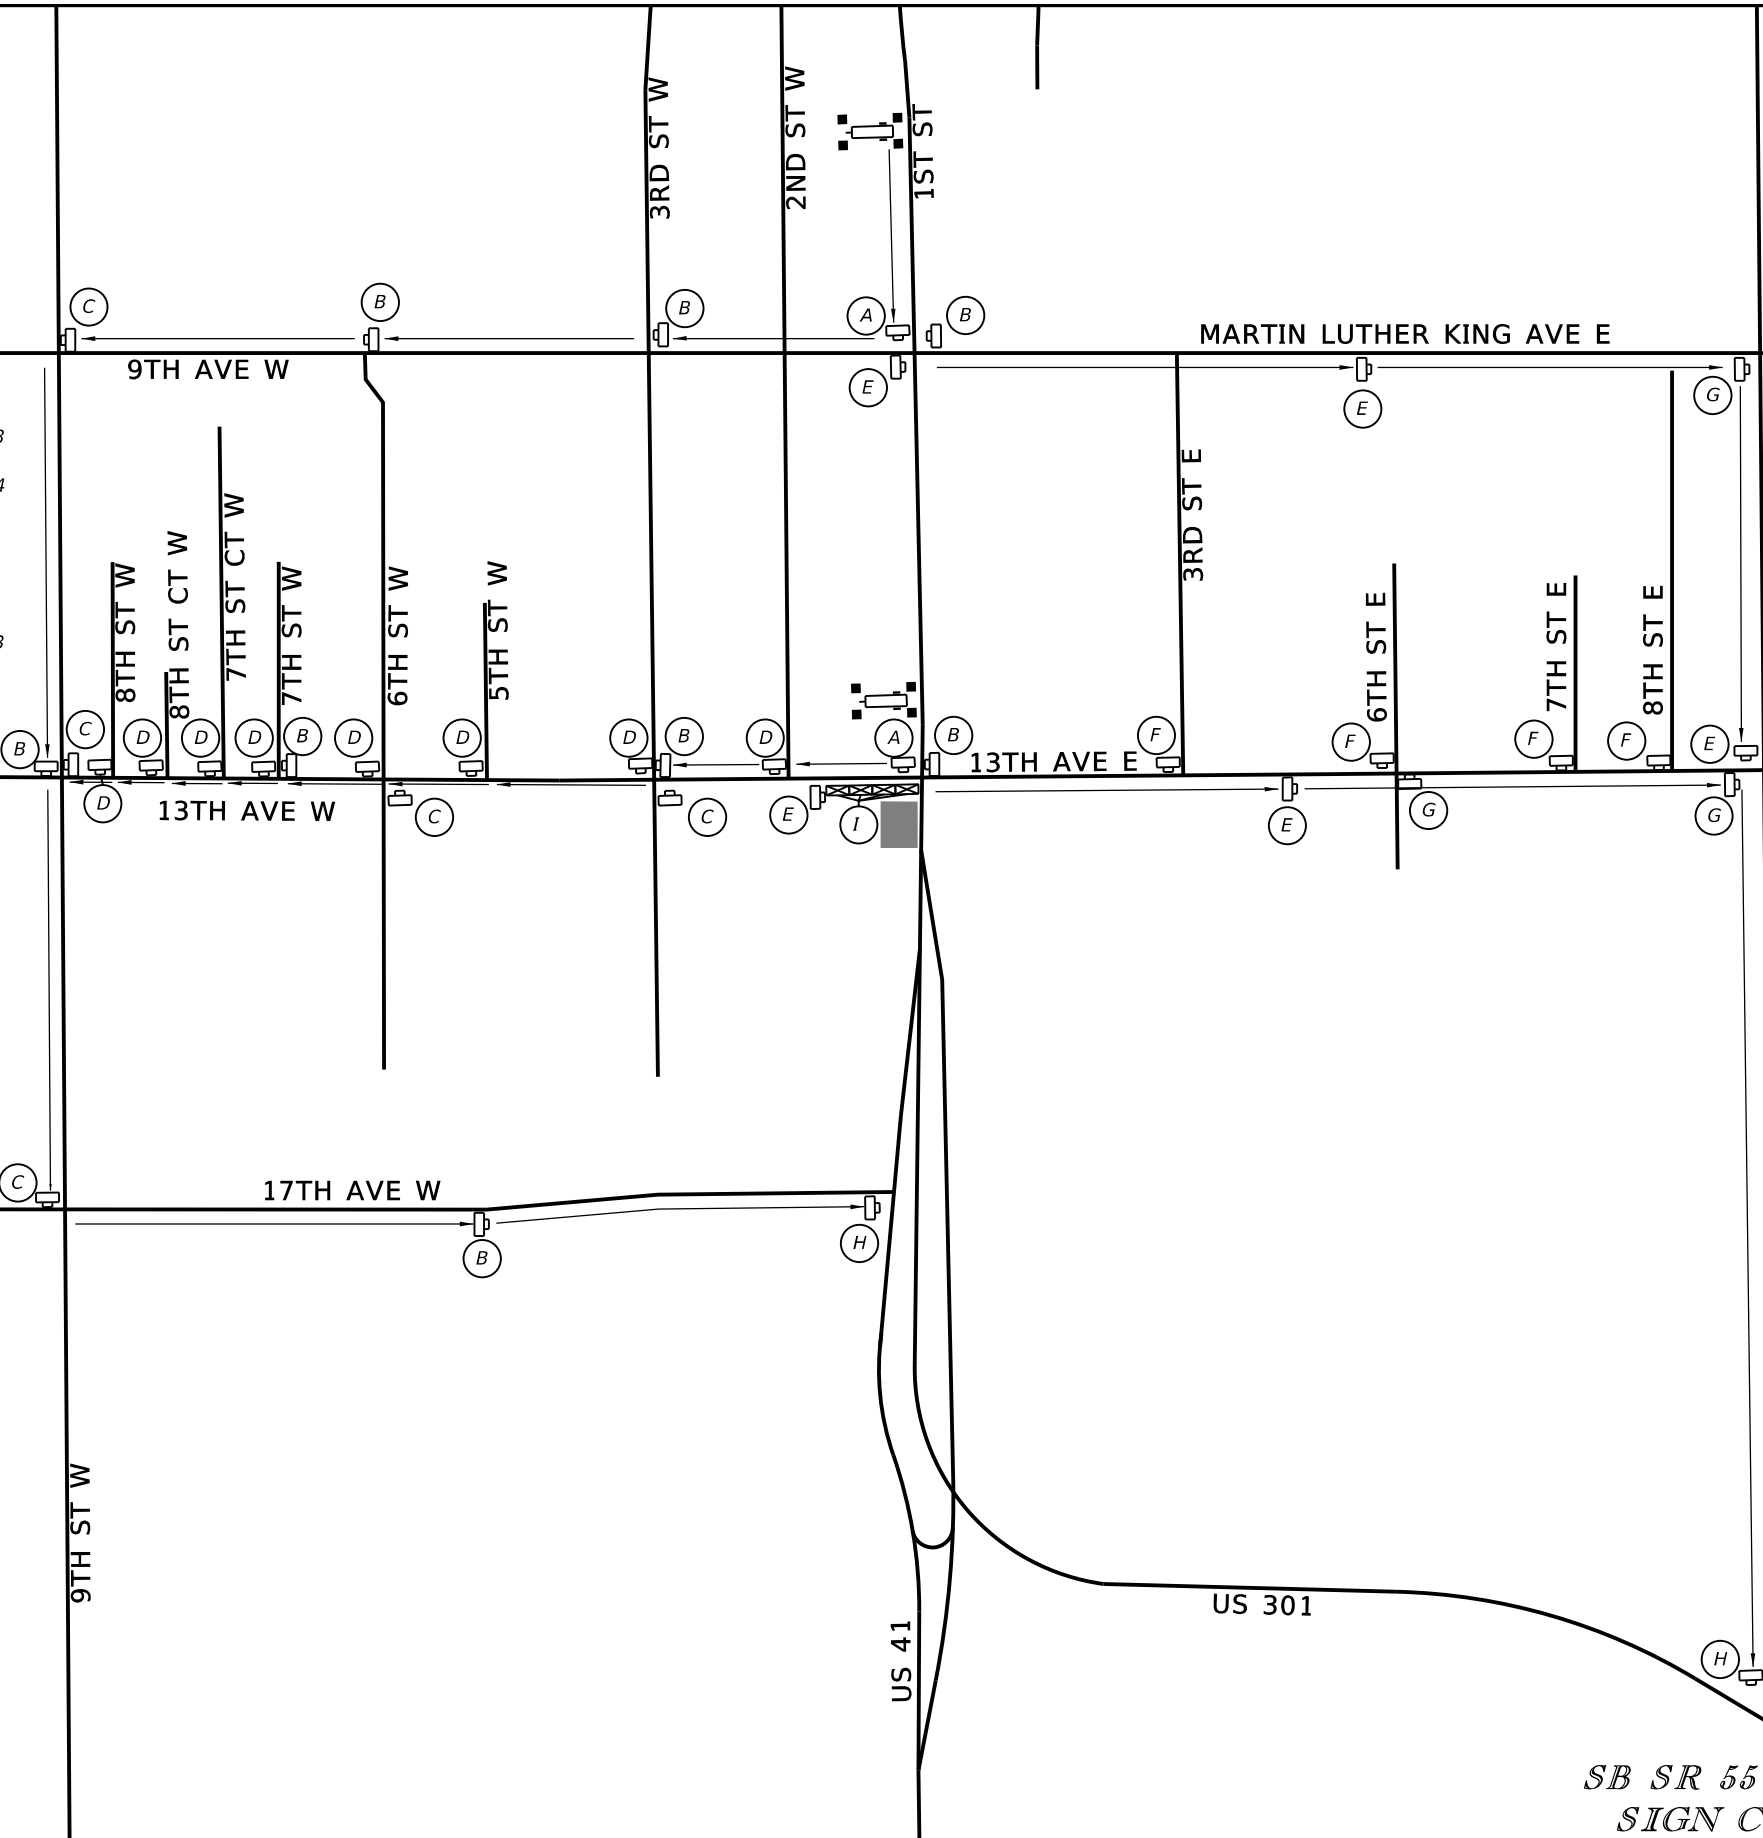 3RD ST W
2ND ST W
1ST ST
C
B
B
A
B
MARTIN LUTHER KING AVE E
9TH AVE W
E
E
G
3RD ST E
8TH ST W
8TH ST CT W
7TH ST CT W
7TH ST W
6TH ST W
5TH ST W
6TH ST E
7TH ST E
8TH ST E
B
C
D
D
D
B
D
D
D
B
D
A
B
13TH AVE E
F
F
F
F
E
D
13TH AVE W
C
C
E
I
E
G
G
C
17TH AVE W
B
H
9TH ST W
US 301
US 41
H
SB SR 55
SIGN